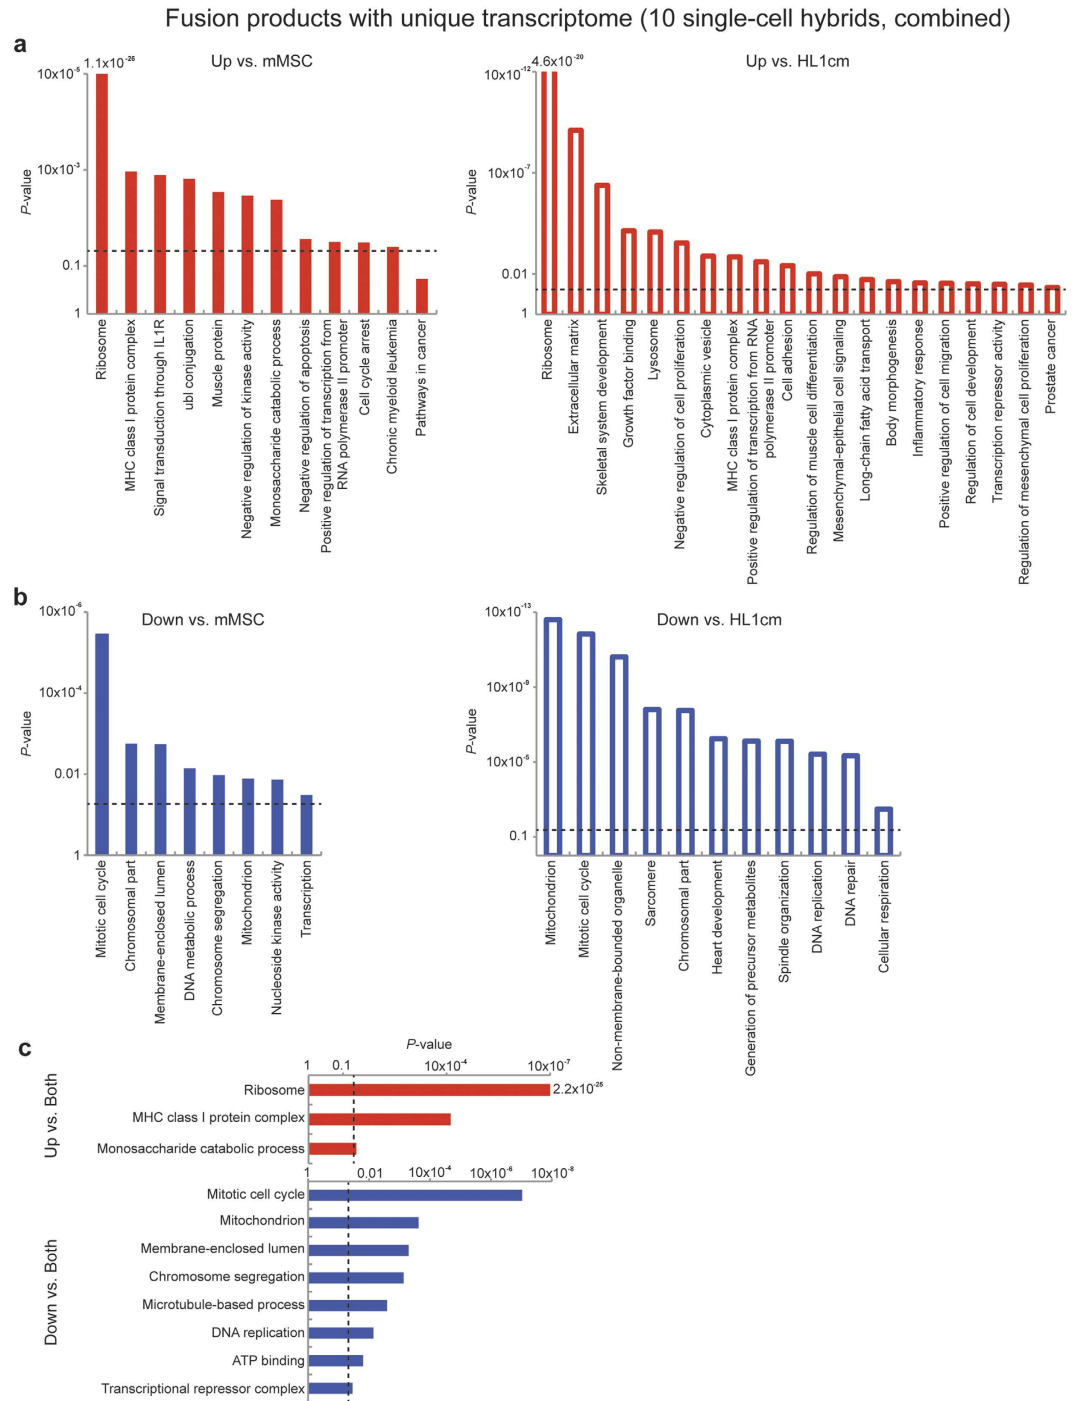 Fusion products with unique transcriptome (10 single-cell hybrids, combined)
a
Up vs. mMSC
1.1x10-26
10x10-5
10x10-3
0.1
1
P-value
Ribosome
MHC class I protein complex
Signal transduction through IL1R
ubl conjugation
Muscle protein
Negative regulation of kinase activity
Monosaccharide catabolic process
Negative regulation of apoptosis
Positive regulation of transcription from
RNA polymerase II promoter
Cell cycle arrest
Chronic myeloid leukemia
Pathways in cancer
Up vs. HL1cm
4.6x10-20
10x10-12
10x10-7
0.01
1
P-value
Ribosome
Extracellular matrix
Skeletal system development
Growth factor binding
Lysosome
Negative regulation of cell proliferation
Cytoplasmic vesicle
MHC class I protein complex
Positive regulation of transcription from RNA
polymerase II promoter
Cell adhesion
Regulation of muscle cell differentiation
Mesenchymal-epithelial cell signaling
Long-chain fatty acid transport
Body morphogenesis
Inflammatory response
Positive regulation of cell migration
Regulation of cell development
Transcription repressor activity
Regulation of mesenchymal cell proliferation
Prostate cancer
b
Down vs. mMSC
10x10-6
10x10-4
0.01
1
P-value
Mitotic cell cycle
Chromosomal part
Membrane-enclosed lumen
DNA metabolic process
Chromosome segregation
Mitochondrion
Nucleoside kinase activity
Transcription
Down vs. HL1cm
10x10-13
10x10-9
10x10-5
0.1
P-value
Mitochondrion
Mitotic cell cycle
Non-membrane-bounded organelle
Sarcomere
Chromosomal part
Heart development
Generation of precursor metabolites
Spindle organization
DNA replication
DNA repair
Cellular respiration
c
P-value
1 0.1 10x10-4 10x10-7
Up vs. Both
Ribosome
2.2x10-25
MHC class I protein complex
Monosaccharide catabolic process
1 0.01 10x10-4 10x10-6 10x10-8
Down vs. Both
Mitotic cell cycle
Mitochondrion
Membrane-enclosed lumen
Chromosome segregation
Microtubule-based process
DNA replication
ATP binding
Transcriptional repressor complex